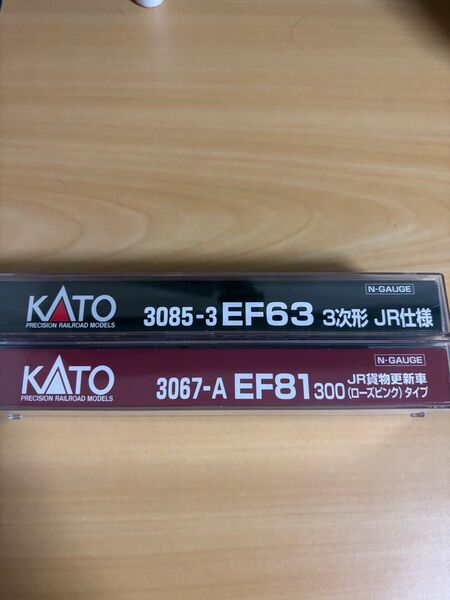 N-GAUGE
KATO
PRECISION RAILROAD MODELS
3085-3 EF63 3次形 JR仕様
N-GAUGE
KATO
PRECISION RAILROAD MODELS
3067-A EF81 300 JR貨物更新車
(ローズピンク)タイプ